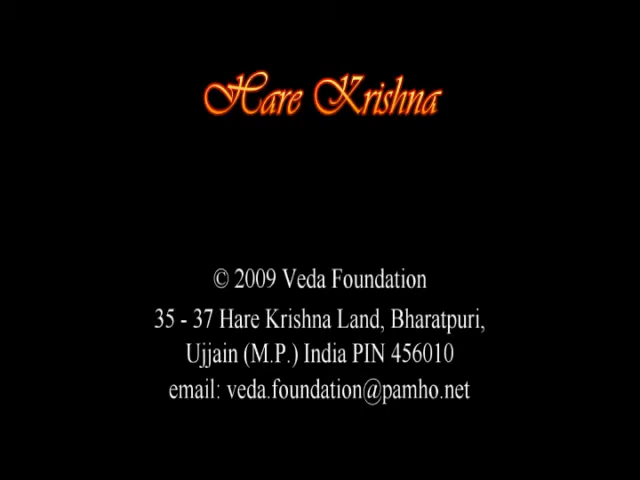 Hare Krishna
© 2009 Veda Foundation
35 - 37 Hare Krishna Land, Bharatpuri,
Ujjain (M.P.) India PIN 456010
email: veda.foundation@pamho.net